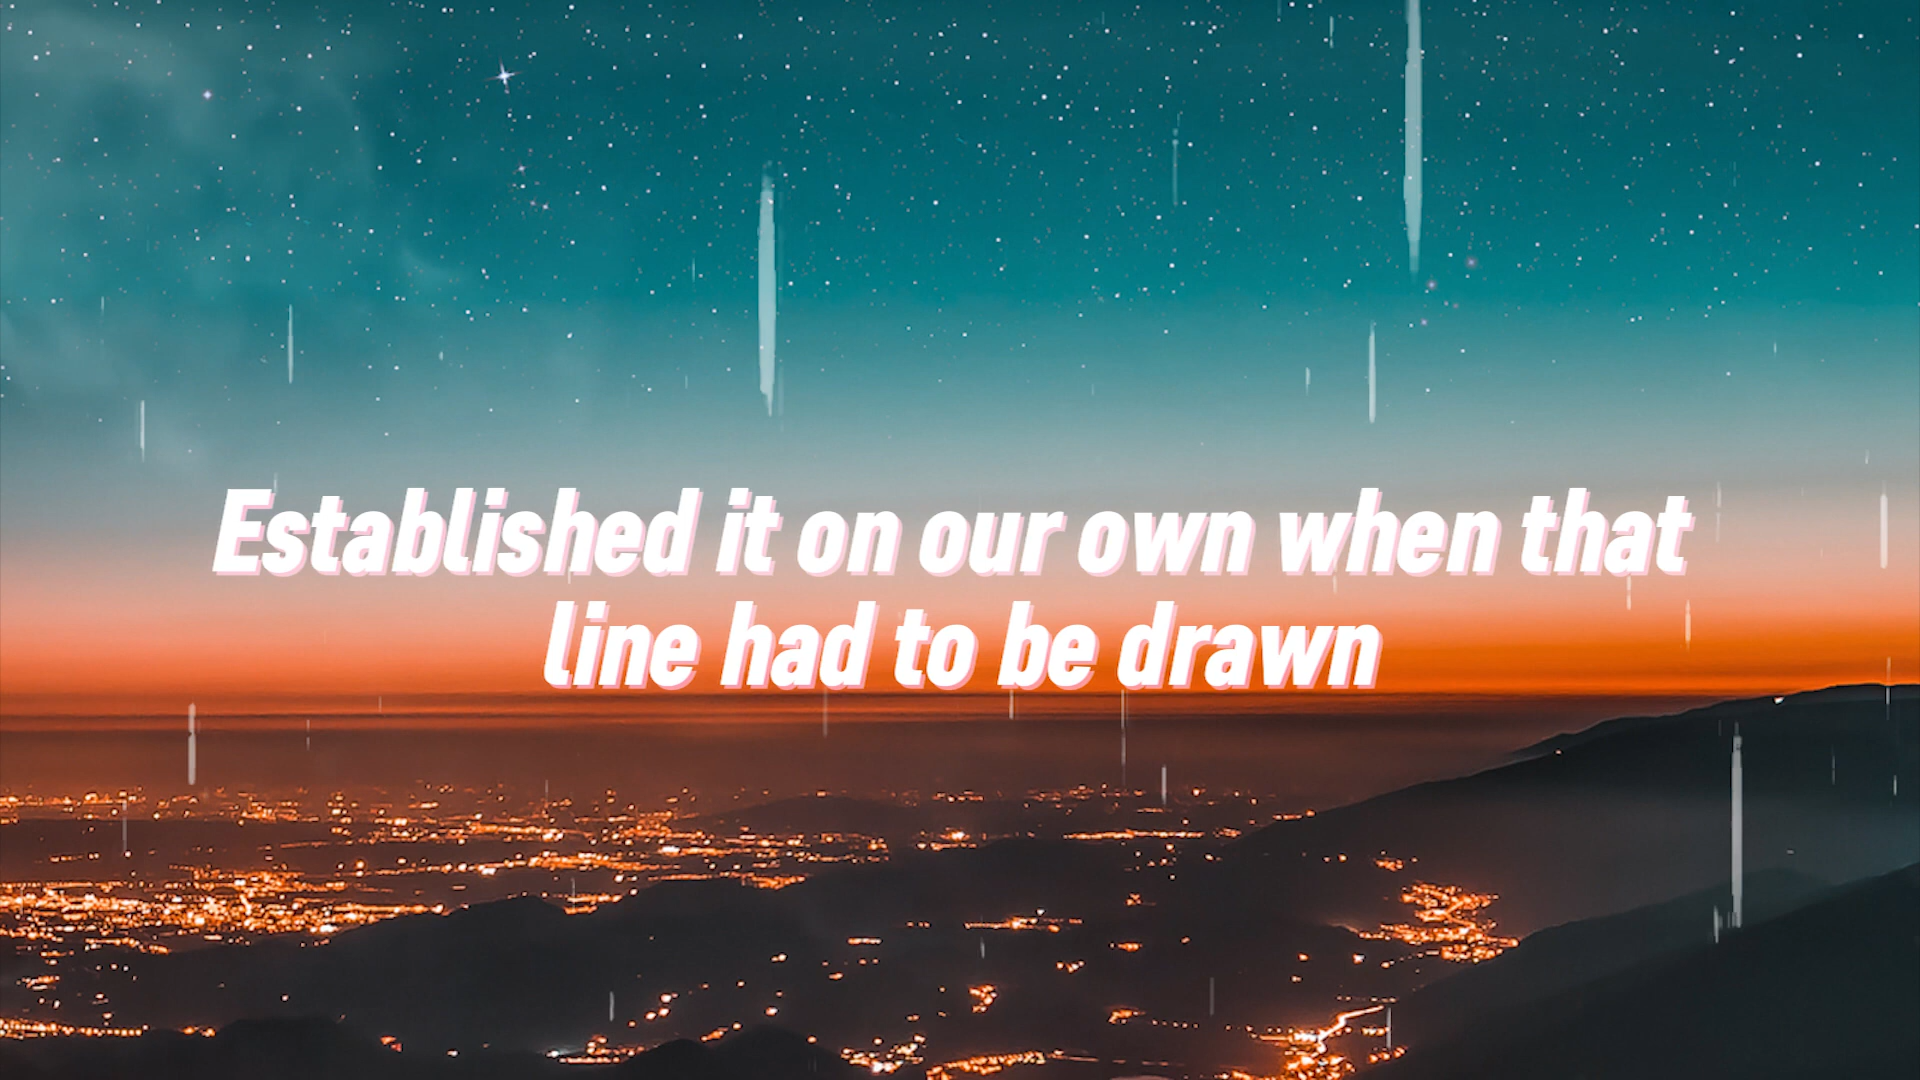 Established it on our own when that
line had to be drawn